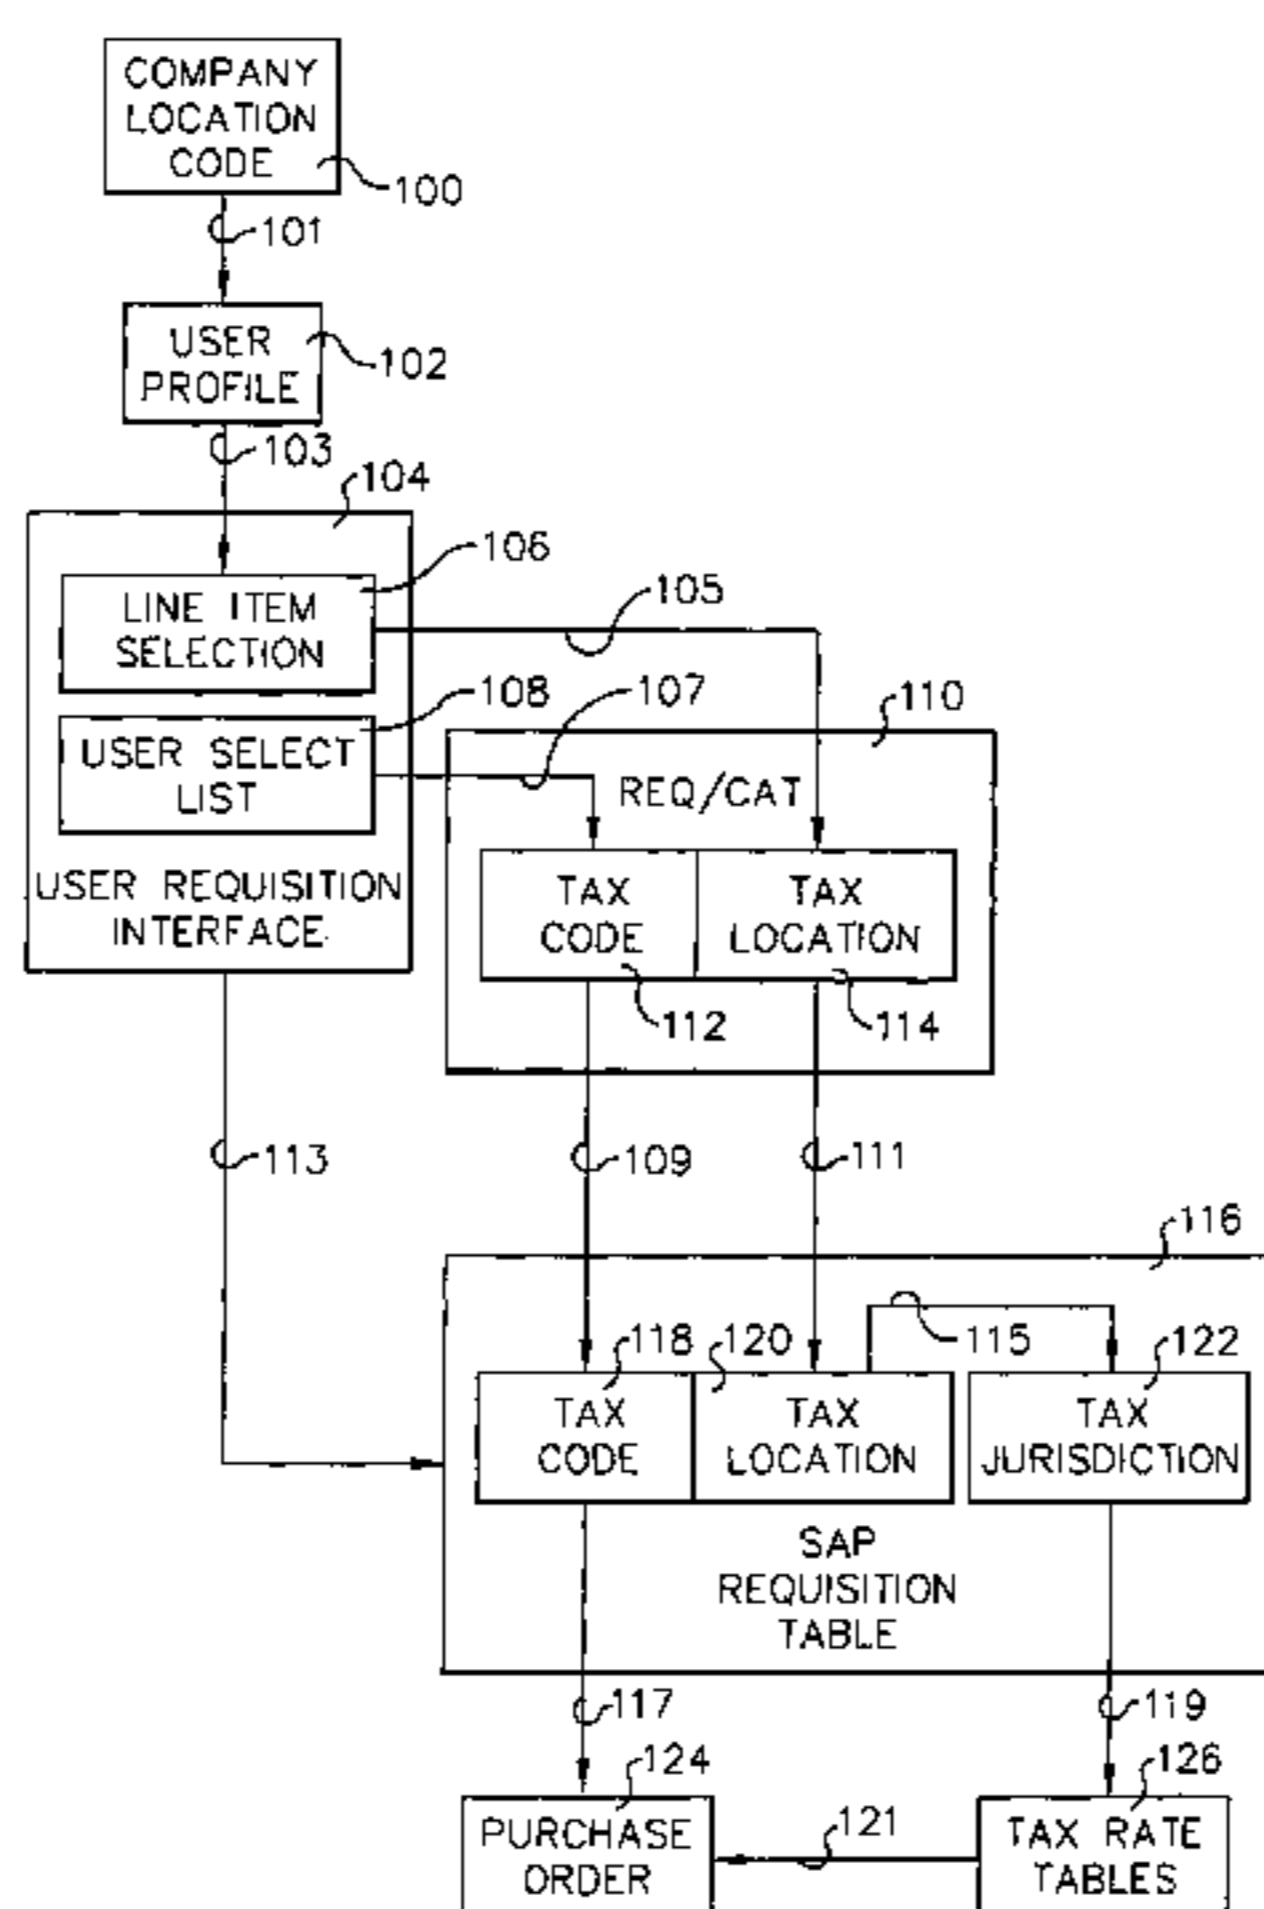 COMPANY
LOCATION
CODE
100
101
USER
PROFILE
102
103
104
106
LINE ITEM
SELECTION
105
108
107
USER SELECT
LIST
110
REQ/CAT
USER REQUISITION
INTERFACE
TAX
CODE
TAX
LOCATION
112
114
113
109
111
116
118
120
115
122
TAX
CODE
TAX
LOCATION
TAX
JURISDICTION
SAP
REQUISITION
TABLE
117
119
124
126
PURCHASE
ORDER
121
TAX RATE
TABLES